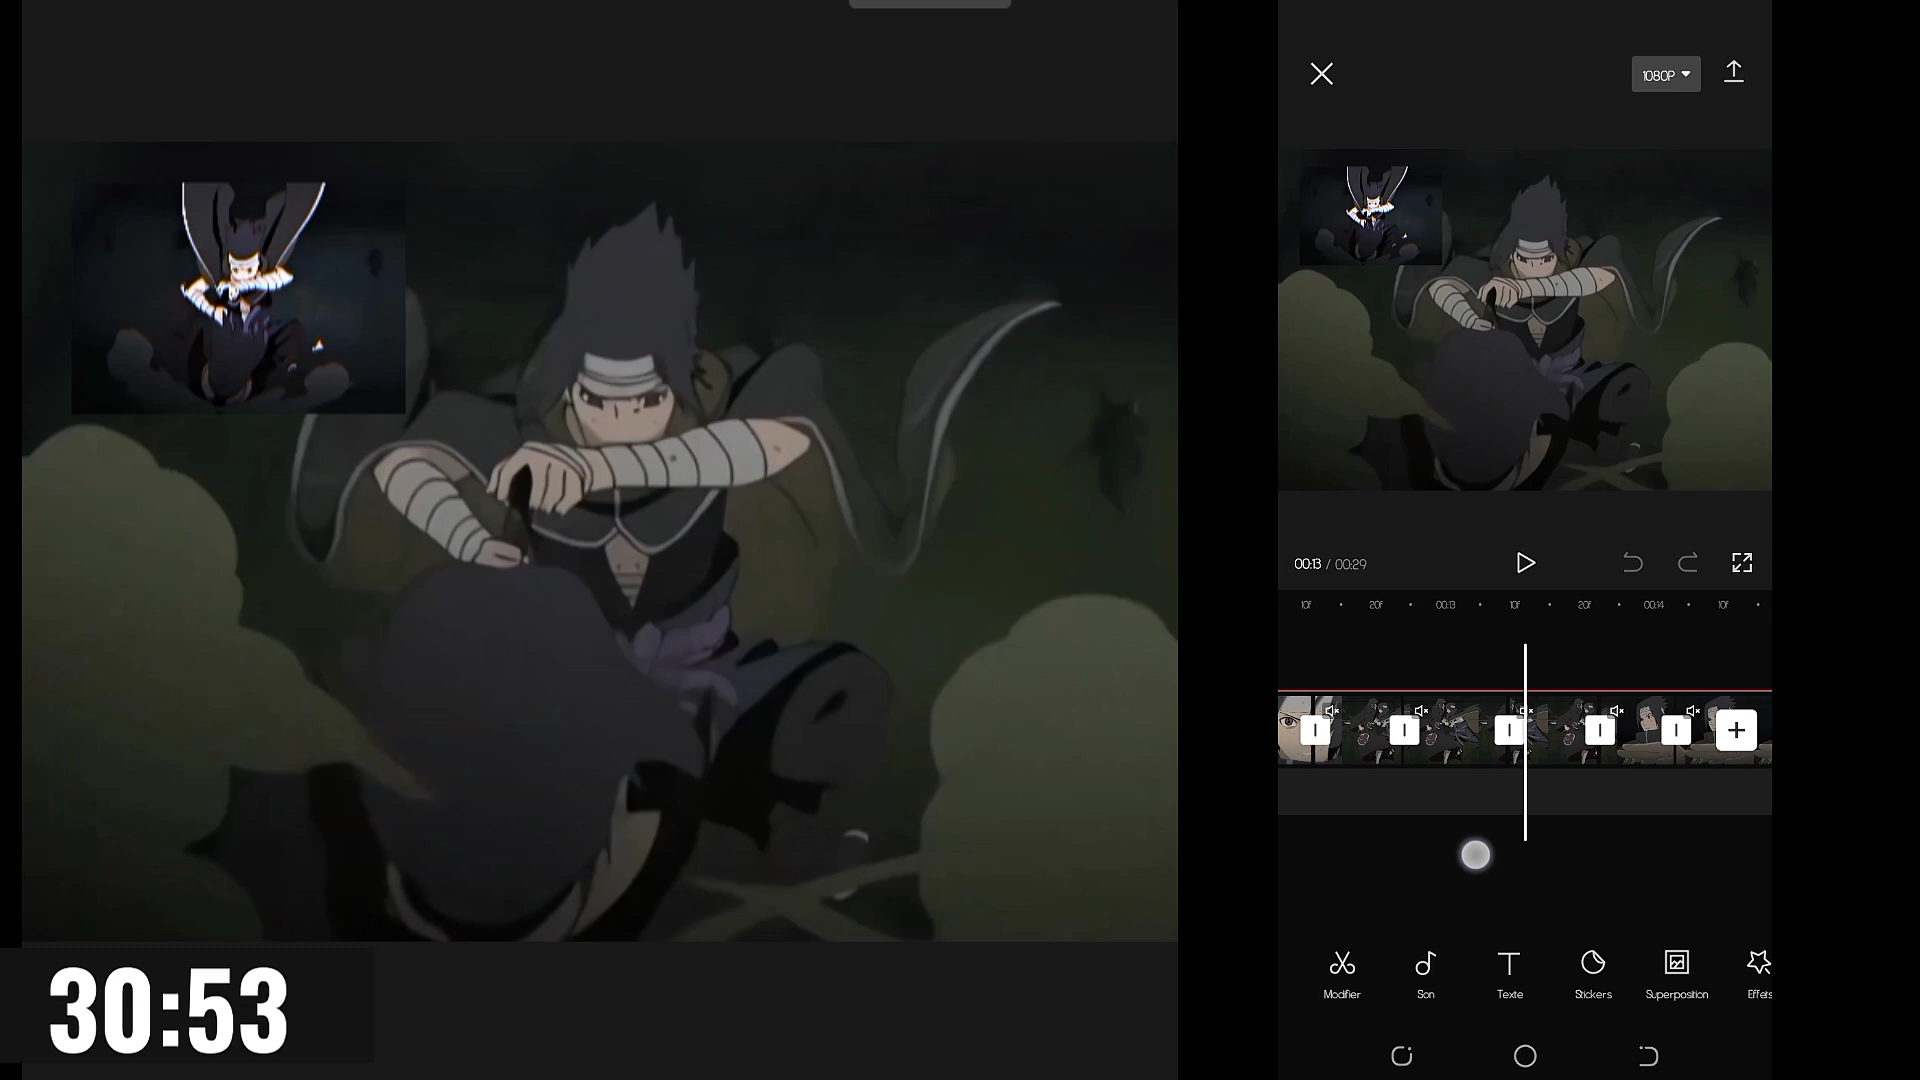 1080P
00:13 / 00:29
10f 20f 00:13 10f 20f 00:14 10f
Modifier Son Texte Stickers Superposition Effets
30:53